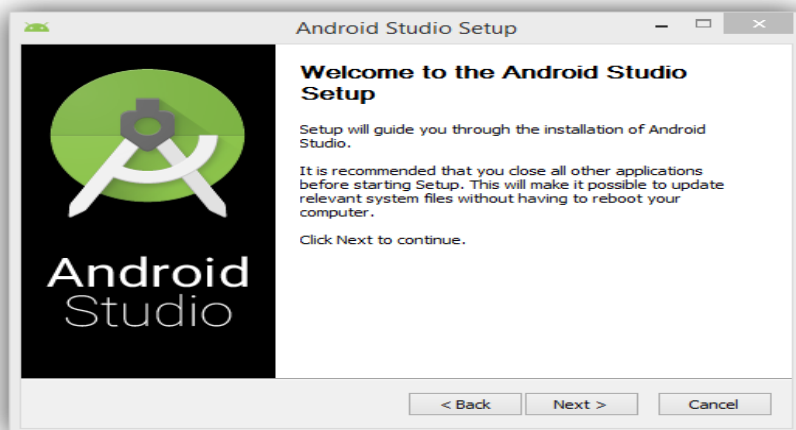 Android Studio Setup
Welcome to the Android Studio
Setup
Setup will guide you through the installation of Android
Studio.
It is recommended that you close all other applications
before starting Setup. This will make it possible to update
relevant system files without having to reboot your
computer.
Click Next to continue.
Android
Studio
< Back Next > Cancel